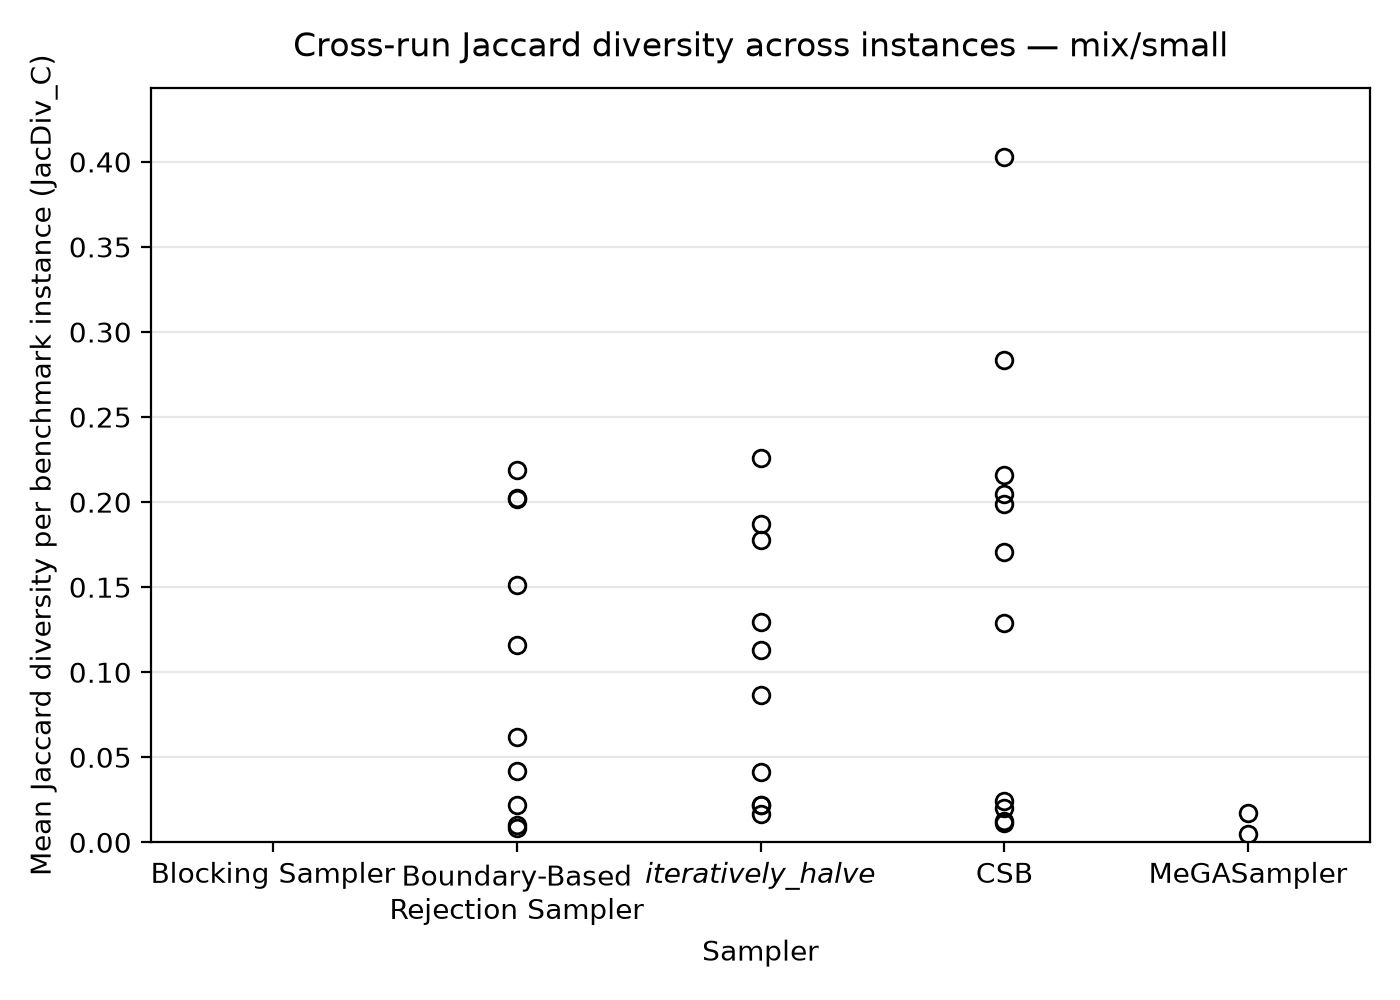 Cross-run Jaccard diversity across instances — mix/small
Mean Jaccard diversity per benchmark instance (JacDiv_C)
0.40
0.35
0.30
0.25
0.20
0.15
0.10
0.05
0.00
Blocking Sampler
Boundary-Based
Rejection Sampler
iteratively_halve
CSB
MeGASampler
Sampler